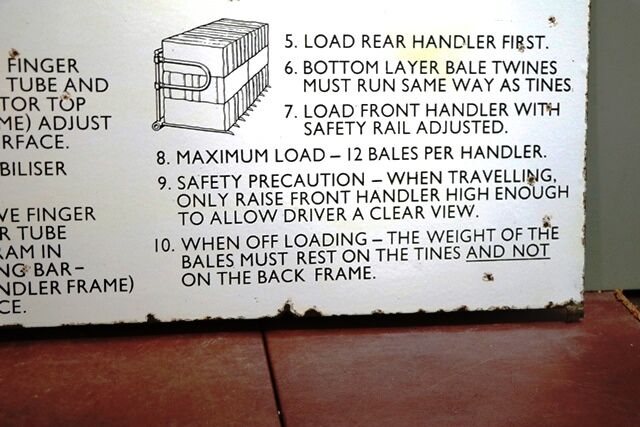 FINGER
TUBE AND
TOR TOP
ME) ADJUST
RFACE.
BILISER
VE FINGER
R TUBE
RAM IN
NG BAR–
NDLER FRAME)
CE.
5. LOAD REAR HANDLER FIRST.
6. BOTTOM LAYER BALE TWINES
MUST RUN SAME WAY AS TINES
7. LOAD FRONT HANDLER WITH
SAFETY RAIL ADJUSTED.
8. MAXIMUM LOAD – 12 BALES PER HANDLER.
9. SAFETY PRECAUTION – WHEN TRAVELLING,
ONLY RAISE FRONT HANDLER HIGH ENOUGH
TO ALLOW DRIVER A CLEAR VIEW.
10. WHEN OFF LOADING – THE WEIGHT OF THE
BALES MUST REST ON THE TINES AND NOT
ON THE BACK FRAME.